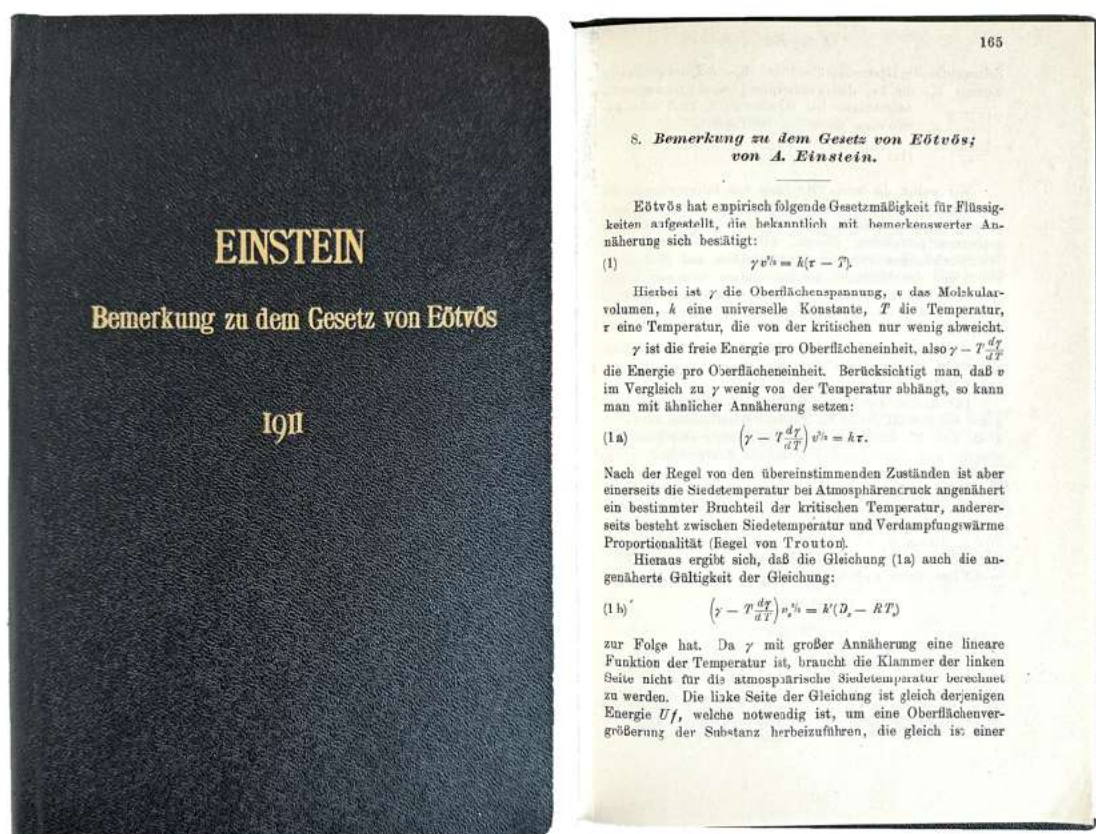 EINSTEIN
Bemerkung zu dem Gesetz von Eötvös
1911
165
8. Bemerkung zu dem Gesetz von Eötvös;
von A. Einstein.
Eötvös hat empirisch folgende Gesetzmäßigkeit für Flüssig-
keiten aufgestellt, die bekanntlich mit bemerkenswerter An-
näherung sich bestätigt:
(1) γ v^{2/3} = k(τ − T).
Hierbei ist γ die Oberflächenspannung, v das Molekular-
volumen, k eine universelle Konstante, T die Temperatur,
τ eine Temperatur, die von der kritischen nur wenig abweicht.
γ ist die freie Energie pro Oberflächeneinheit, also γ − T dγ/dT
die Energie pro Oberflächeneinheit. Berücksichtigt man, daß v
im Vergleich zu γ wenig von der Temperatur abhängt, so kann
man mit ähnlicher Annäherung setzen:
(1a) (γ − T dγ/dT) v^{2/3} = kτ.
Nach der Regel von den übereinstimmenden Zuständen ist aber
einerseits die Siedetemperatur bei Atmosphärendruck angenähert
ein bestimmter Bruchteil der kritischen Temperatur, anderer-
seits besteht zwischen Siedetemperatur und Verdampfungswärme
Proportionalität (Regel von Trouton).
Hieraus ergibt sich, daß die Gleichung (1a) auch die an-
genäherte Gültigkeit der Gleichung:
(1b) (γ − T dγ/dT) v_s^{2/3} = k'(D_s − RT_s)
zur Folge hat. Da γ mit großer Annäherung eine lineare
Funktion der Temperatur ist, braucht die Klammer der linken
Seite nicht für die atmosphärische Siedetemperatur berechnet
zu werden. Die linke Seite der Gleichung ist gleich derjenigen
Energie Uf, welche notwendig ist, um eine Oberflächenver-
größerung der Substanz herbeizuführen, die gleich ist einer